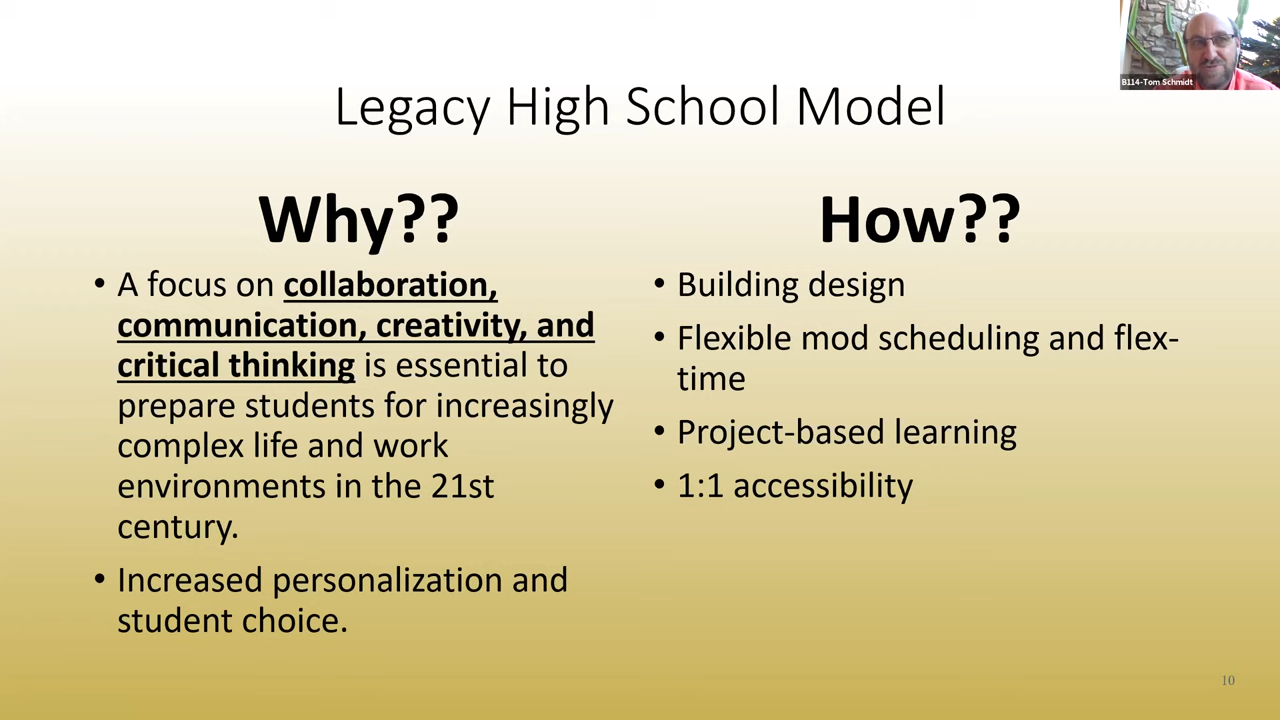 B114-Tom Schmidt
Legacy High School Model
Why??
• A focus on collaboration,
communication, creativity, and
critical thinking is essential to
prepare students for increasingly
complex life and work
environments in the 21st
century.
• Increased personalization and
student choice.
How??
• Building design
• Flexible mod scheduling and flex-
time
• Project-based learning
• 1:1 accessibility
10